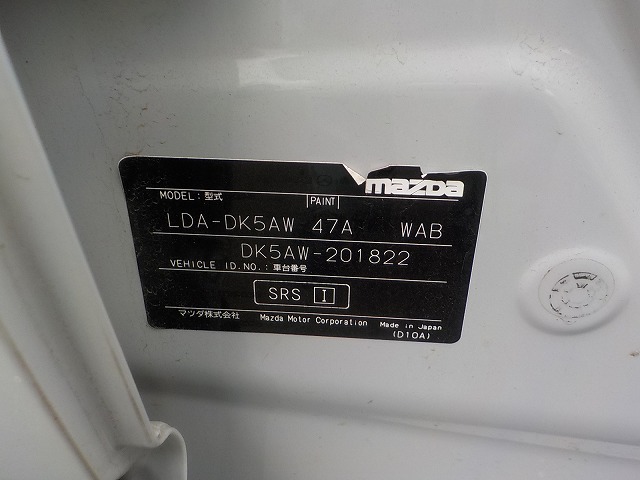 mazda
MODEL：型式 PAINT
LDA-DK5AW 47A WAB
DK5AW-201822
VEHICLE ID.NO.：車台番号
SRS I
マツダ株式会社 Mazda Motor Corporation Made in Japan
(D10A)